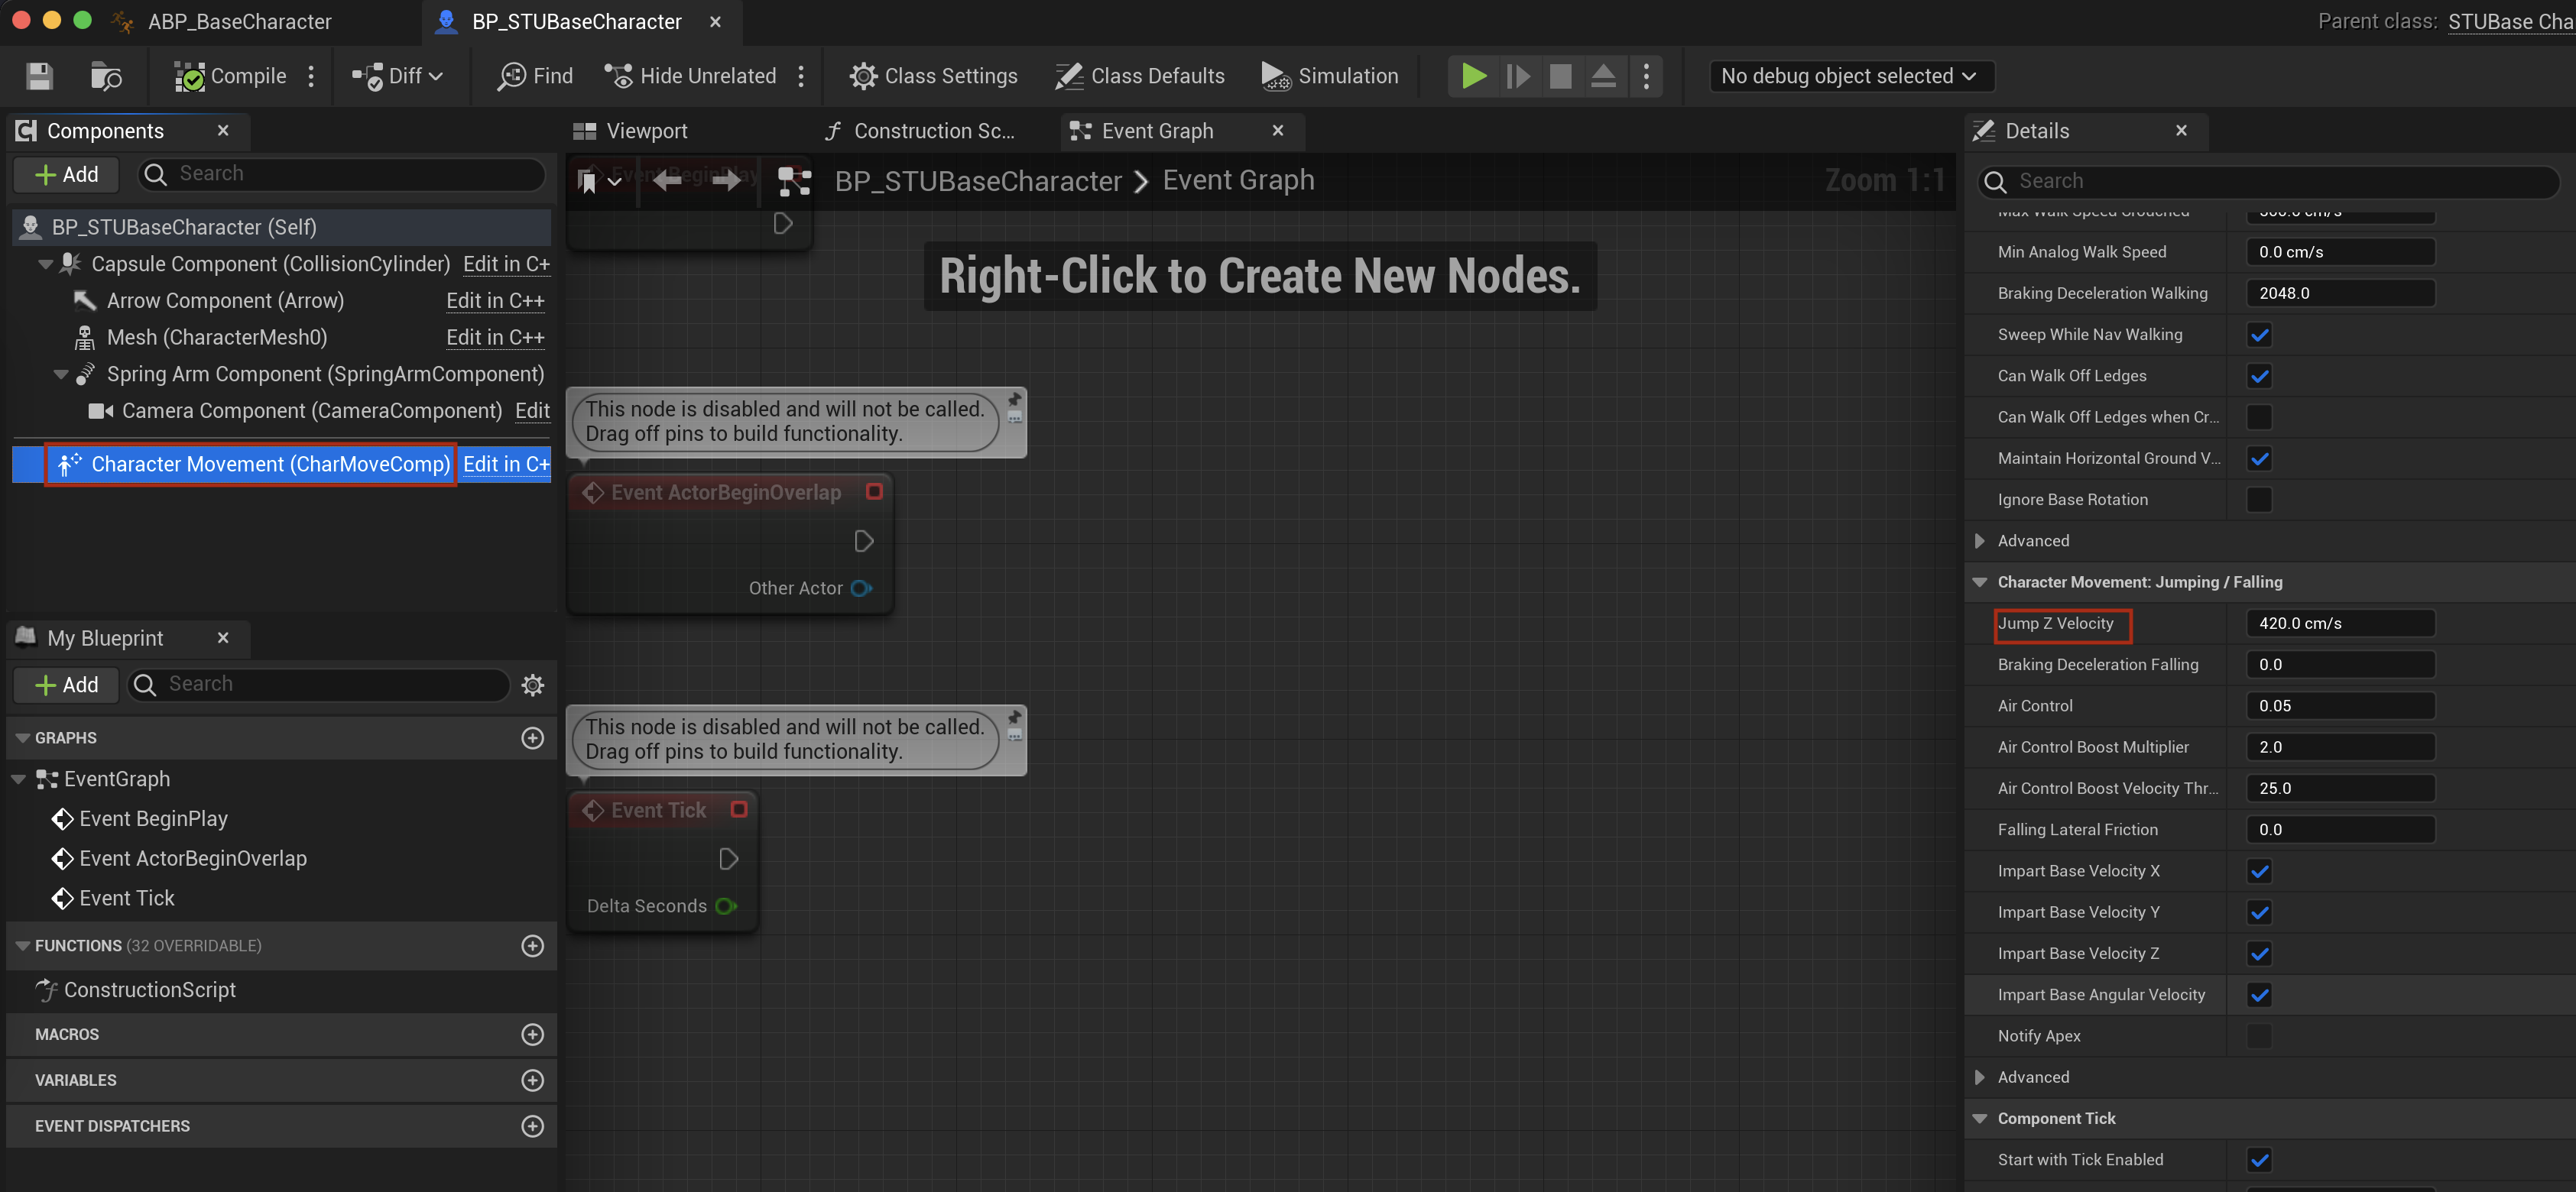 ABP_BaseCharacter
BP_STUBaseCharacter
Parent class: STUBase Cha
Compile
Diff
Find
Hide Unrelated
Class Settings
Class Defaults
Simulation
No debug object selected
Components
Add
Search
BP_STUBaseCharacter (Self)
Capsule Component (CollisionCylinder) Edit in C+
Arrow Component (Arrow) Edit in C++
Mesh (CharacterMesh0) Edit in C++
Spring Arm Component (SpringArmComponent)
Camera Component (CameraComponent) Edit
Character Movement (CharMoveComp) Edit in C+
My Blueprint
Add
Search
GRAPHS
EventGraph
Event BeginPlay
Event ActorBeginOverlap
Event Tick
FUNCTIONS (32 OVERRIDABLE)
ConstructionScript
MACROS
VARIABLES
EVENT DISPATCHERS
Viewport
Construction Sc...
Event Graph
Event BeginPlay
BP_STUBaseCharacter > Event Graph
Zoom 1:1
Right-Click to Create New Nodes.
This node is disabled and will not be called.
Drag off pins to build functionality.
Event ActorBeginOverlap
Other Actor
This node is disabled and will not be called.
Drag off pins to build functionality.
Event Tick
Delta Seconds
Details
Search
Max Walk Speed Crouched 300.0 cm/s
Min Analog Walk Speed 0.0 cm/s
Braking Deceleration Walking 2048.0
Sweep While Nav Walking
Can Walk Off Ledges
Can Walk Off Ledges when Cr...
Maintain Horizontal Ground V...
Ignore Base Rotation
Advanced
Character Movement: Jumping / Falling
Jump Z Velocity 420.0 cm/s
Braking Deceleration Falling 0.0
Air Control 0.05
Air Control Boost Multiplier 2.0
Air Control Boost Velocity Thr... 25.0
Falling Lateral Friction 0.0
Impart Base Velocity X
Impart Base Velocity Y
Impart Base Velocity Z
Impart Base Angular Velocity
Notify Apex
Advanced
Component Tick
Start with Tick Enabled